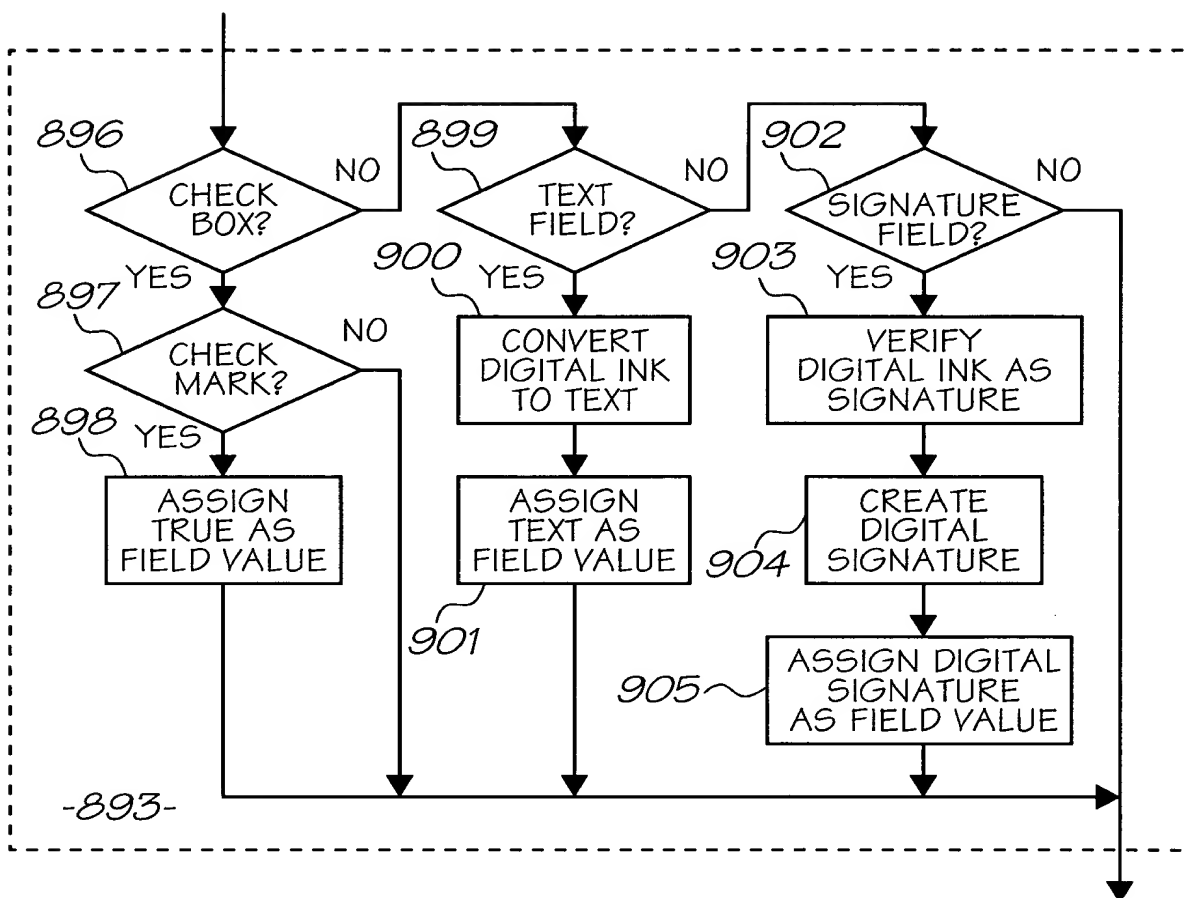 896
CHECK
BOX?
NO
YES
897
CHECK
MARK?
NO
YES
898
ASSIGN
TRUE AS
FIELD VALUE
899
TEXT
FIELD?
NO
YES
900
CONVERT
DIGITAL INK
TO TEXT
ASSIGN
TEXT AS
FIELD VALUE
901
902
SIGNATURE
FIELD?
NO
YES
903
VERIFY
DIGITAL INK AS
SIGNATURE
CREATE
DIGITAL
SIGNATURE
904
ASSIGN DIGITAL
SIGNATURE
AS FIELD VALUE
905
-893-